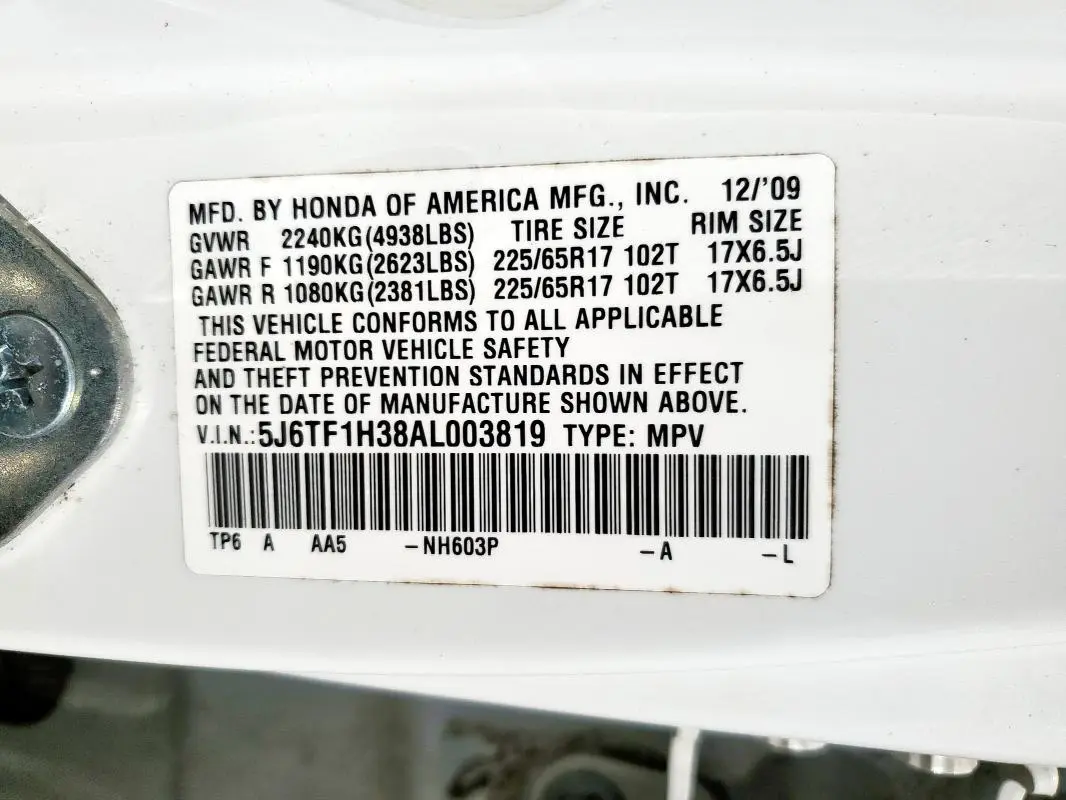 MFD. BY HONDA OF AMERICA MFG., INC. 12/'09
GVWR 2240KG(4938LBS) TIRE SIZE RIM SIZE
GAWR F 1190KG(2623LBS) 225/65R17 102T 17X6.5J
GAWR R 1080KG(2381LBS) 225/65R17 102T 17X6.5J
THIS VEHICLE CONFORMS TO ALL APPLICABLE
FEDERAL MOTOR VEHICLE SAFETY
AND THEFT PREVENTION STANDARDS IN EFFECT
ON THE DATE OF MANUFACTURE SHOWN ABOVE.
V.I.N.:5J6TF1H38AL003819 TYPE: MPV
TP6 A AA5 -NH603P -A -L